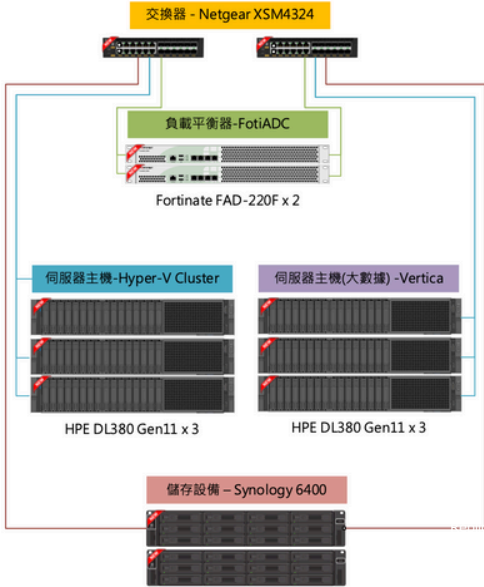 交換器 - Netgear XSM4324
負載平衡器-FotiADC
Fortinate FAD-220F x 2
伺服器主機-Hyper-V Cluster
伺服器主機(大數據) -Vertica
HPE DL380 Gen11 x 3
HPE DL380 Gen11 x 3
儲存設備 – Synology 6400